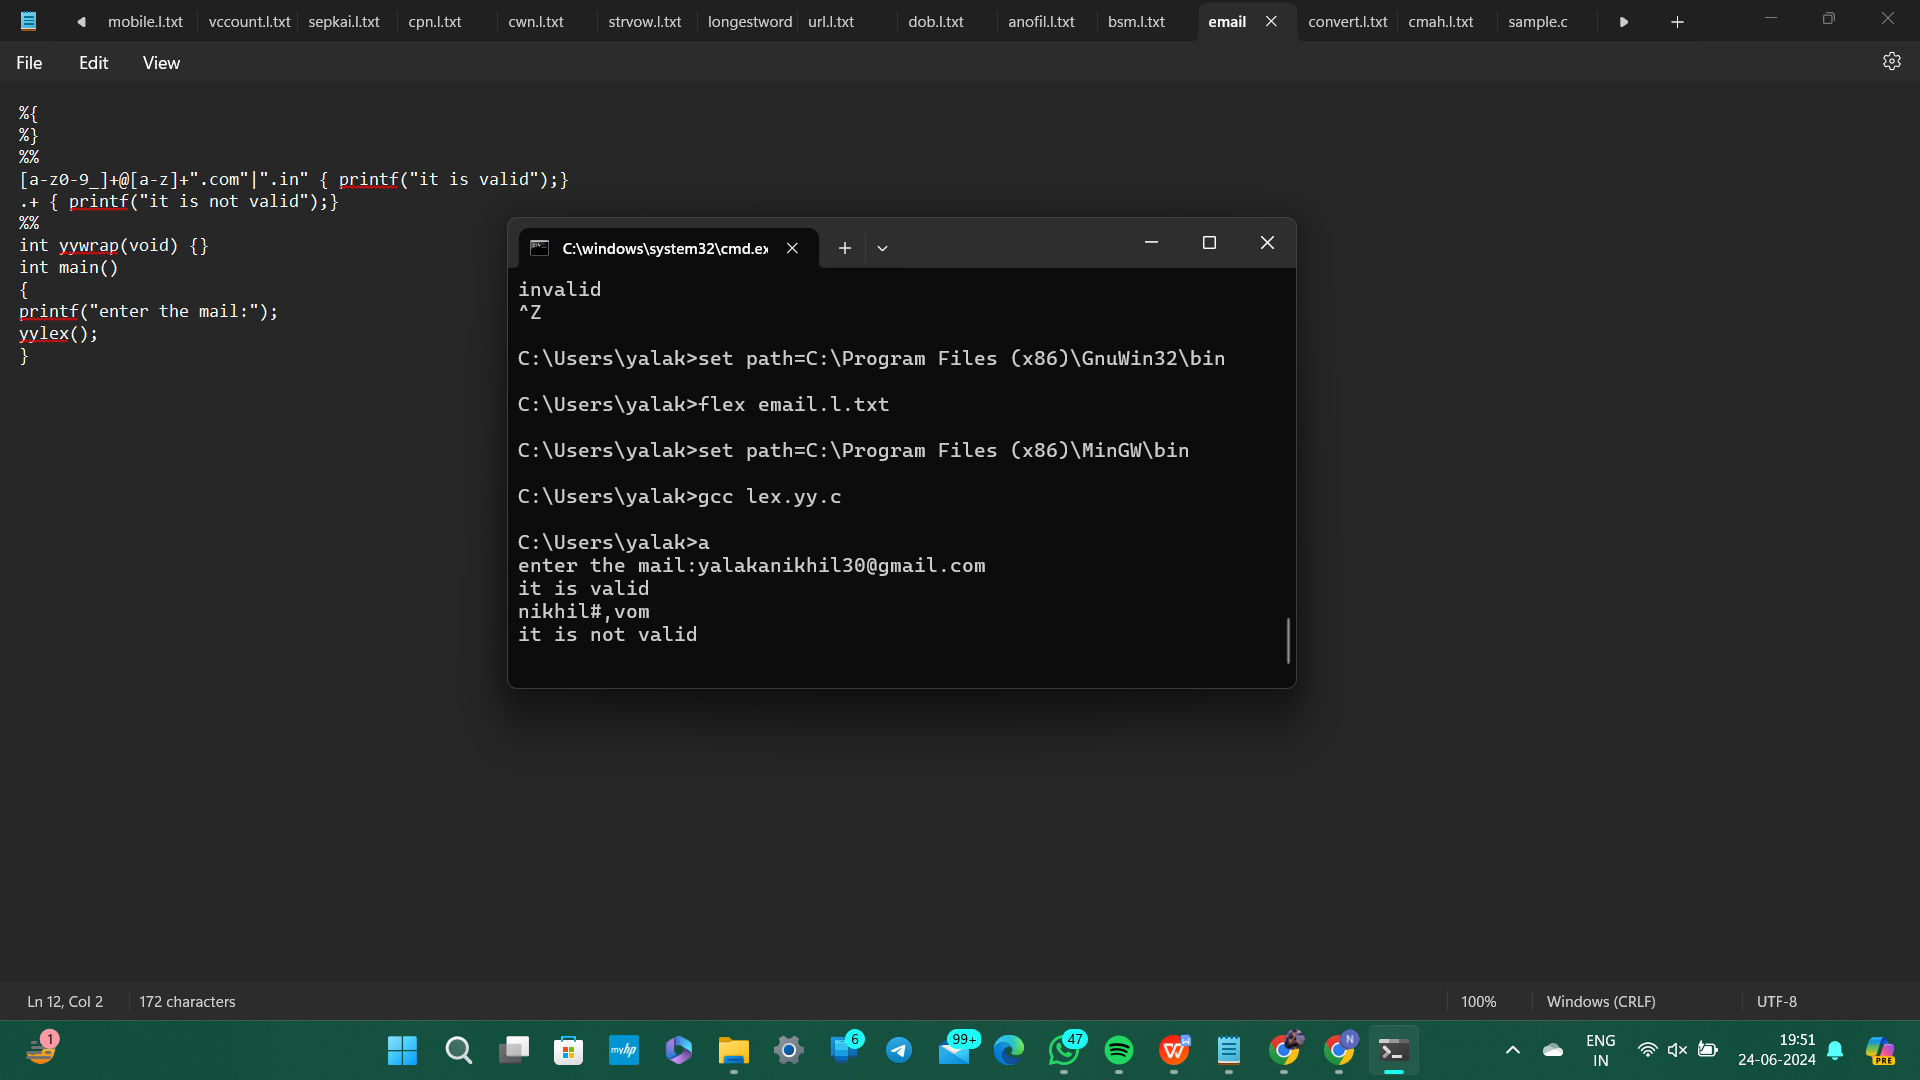 mobile.l.txt vccount.l.txt sepkai.l.txt cpn.l.txt cwn.l.txt strvow.l.txt longestword url.l.txt dob.l.txt anofil.l.txt bsm.l.txt email convert.l.txt cmah.l.txt sample.c
File Edit View
%{
%}
%%
[a-z0-9_]+@[a-z]+".com"|".in" { printf("it is valid");}
.+ { printf("it is not valid");}
%%
int yywrap(void) {}
int main()
{
printf("enter the mail:");
yylex();
}
C:\windows\system32\cmd.ex
invalid
^Z
C:\Users\yalak>set path=C:\Program Files (x86)\GnuWin32\bin
C:\Users\yalak>flex email.l.txt
C:\Users\yalak>set path=C:\Program Files (x86)\MinGW\bin
C:\Users\yalak>gcc lex.yy.c
C:\Users\yalak>a
enter the mail:yalakanikhil30@gmail.com
it is valid
nikhil#,vom
it is not valid
Ln 12, Col 2 172 characters 100% Windows (CRLF) UTF-8
1 myhp 6 99+ 47 W N ENG 19:51
IN 24-06-2024 PRE